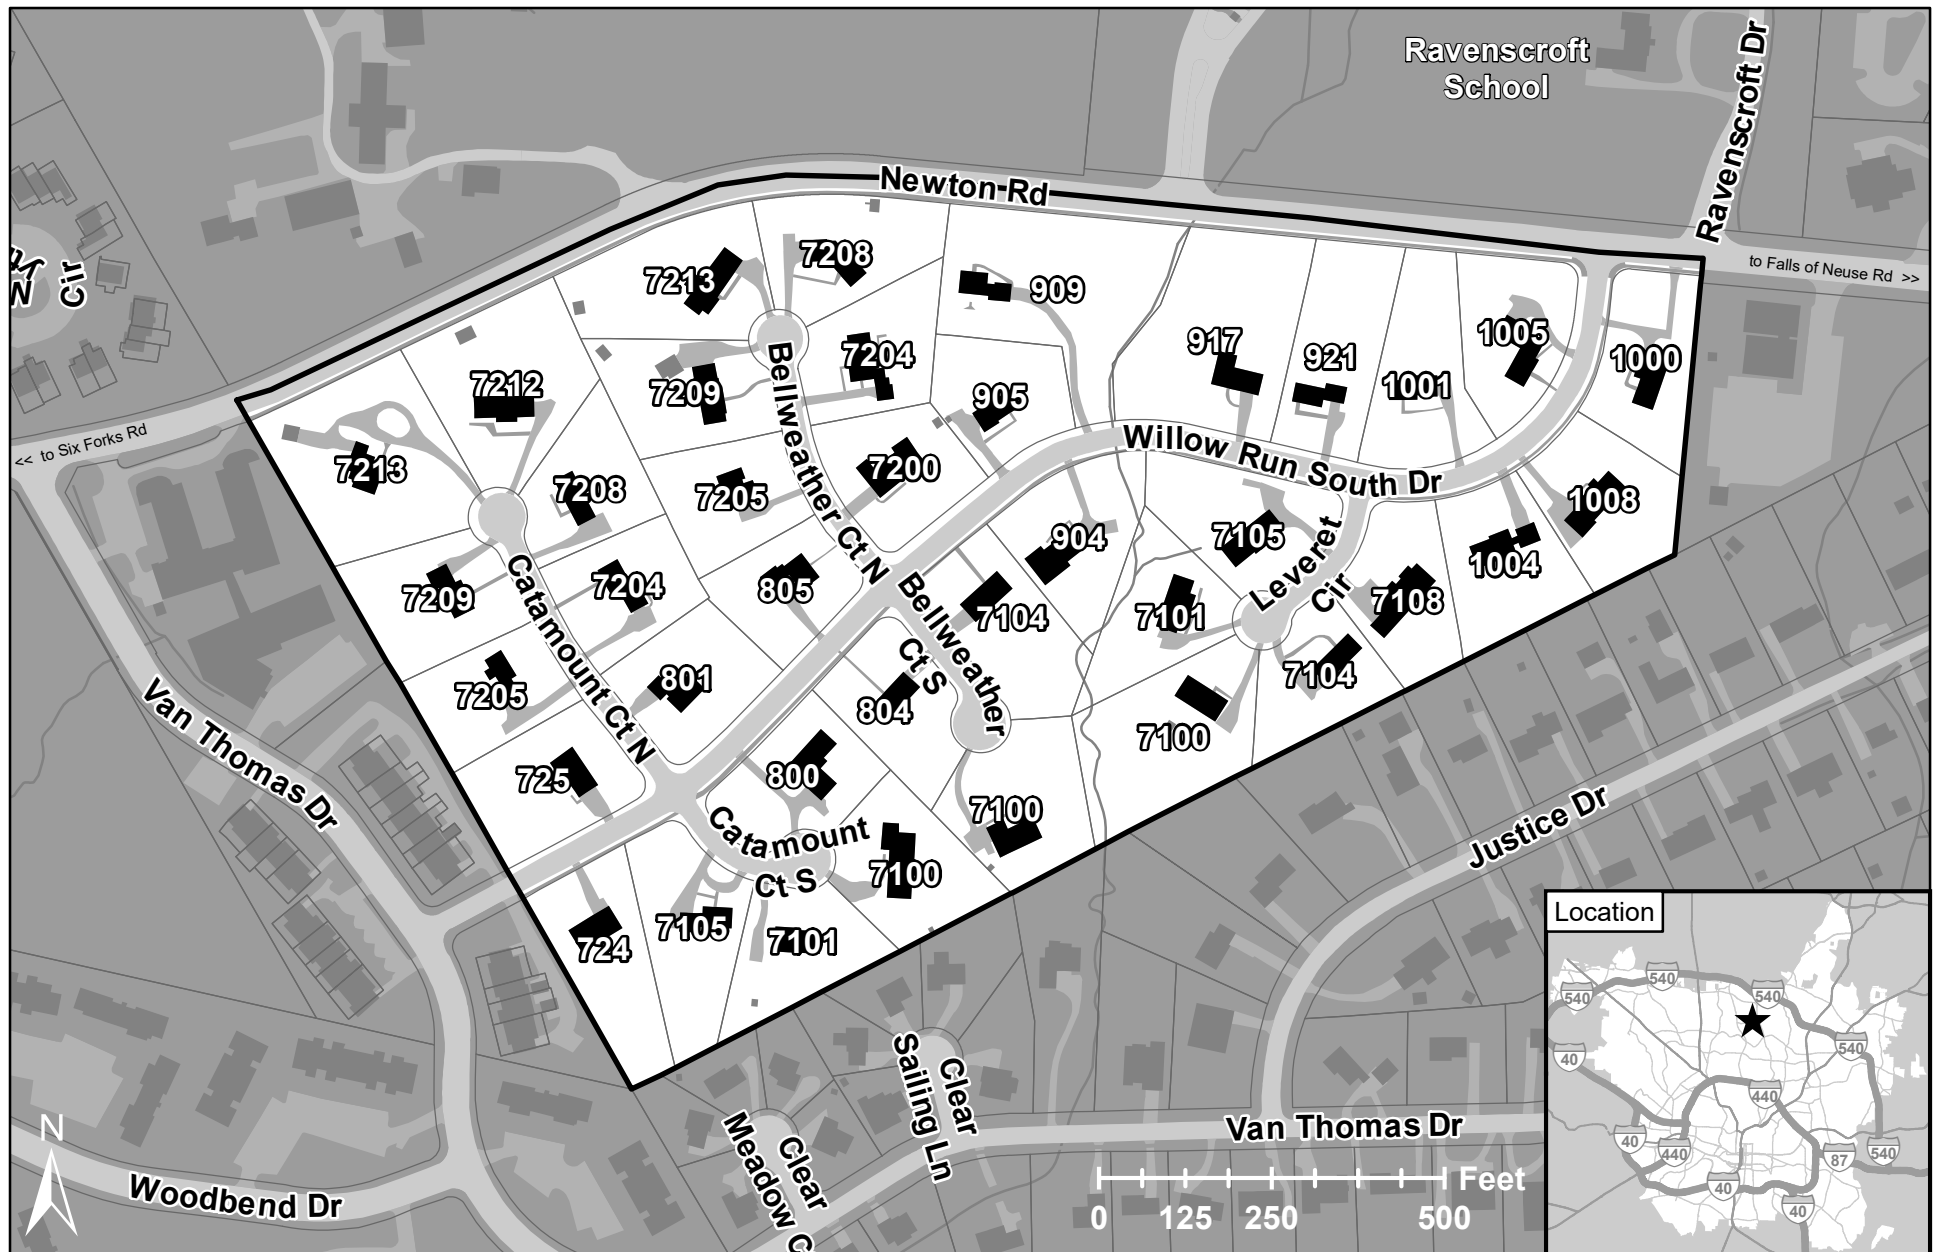 Ravenscroft
School
Ravenscroft Dr
Newton Rd
to Falls of Neuse Rd >>
<< to Six Forks Rd
Cir
N
7213
7208
909
7212
7209
7204
905
917
921
1001
1005
1000
7213
7208
7205
7200
Bellweather Ct N
Willow Run South Dr
7209
7204
805
904
7105
Leveret
Cir
1004
1008
7104
7101
7108
7205
801
Catamount Ct N
804
Bellweather
Ct S
7100
7104
725
800
7100
Catamount
Ct S
7100
724
7105
7101
Van Thomas Dr
Justice Dr
Woodbend Dr
Clear
Sailing Ln
Clear
Meadow C
Van Thomas Dr
N
Feet
0 125 250 500
Location
540
540
540
40
540
440
40
440
87
540
40
40